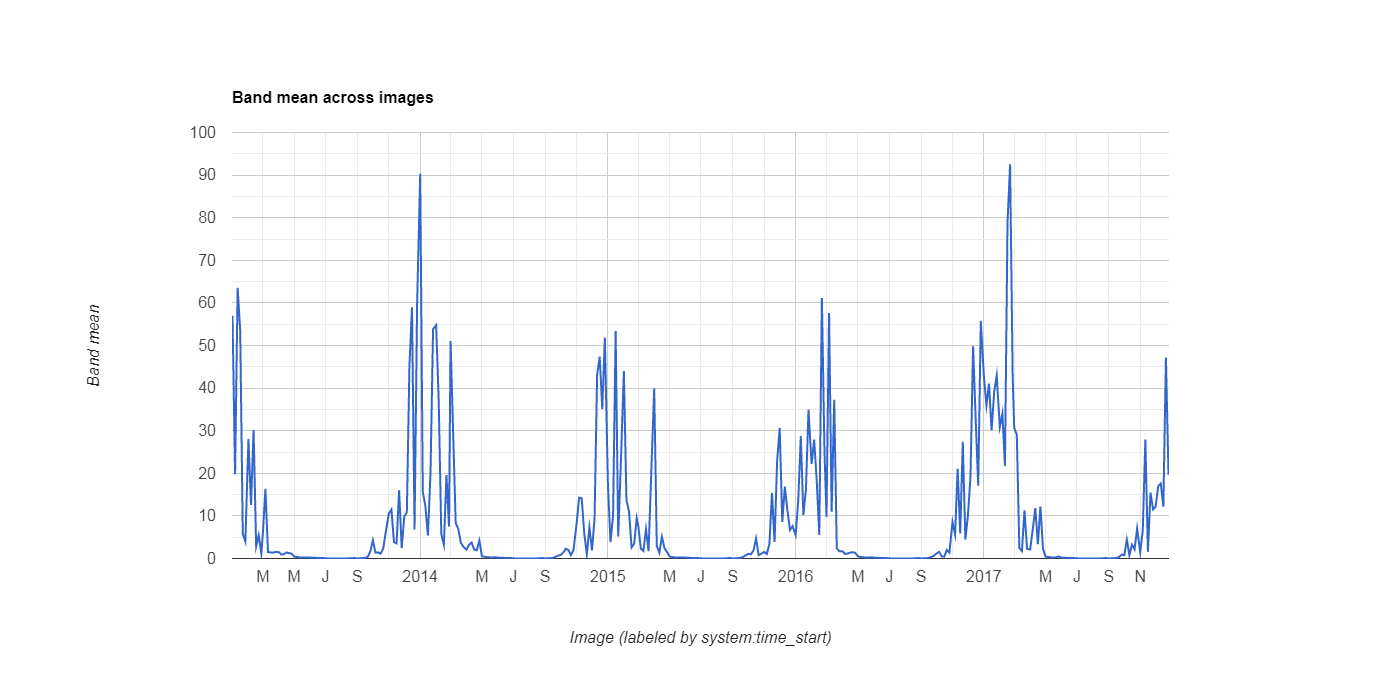 Band mean across images
100
90
80
70
60
50
40
30
20
10
0
Band mean
M M J S 2014 M J S 2015 M J S 2016 M J S 2017 M J S N
Image (labeled by system:time_start)